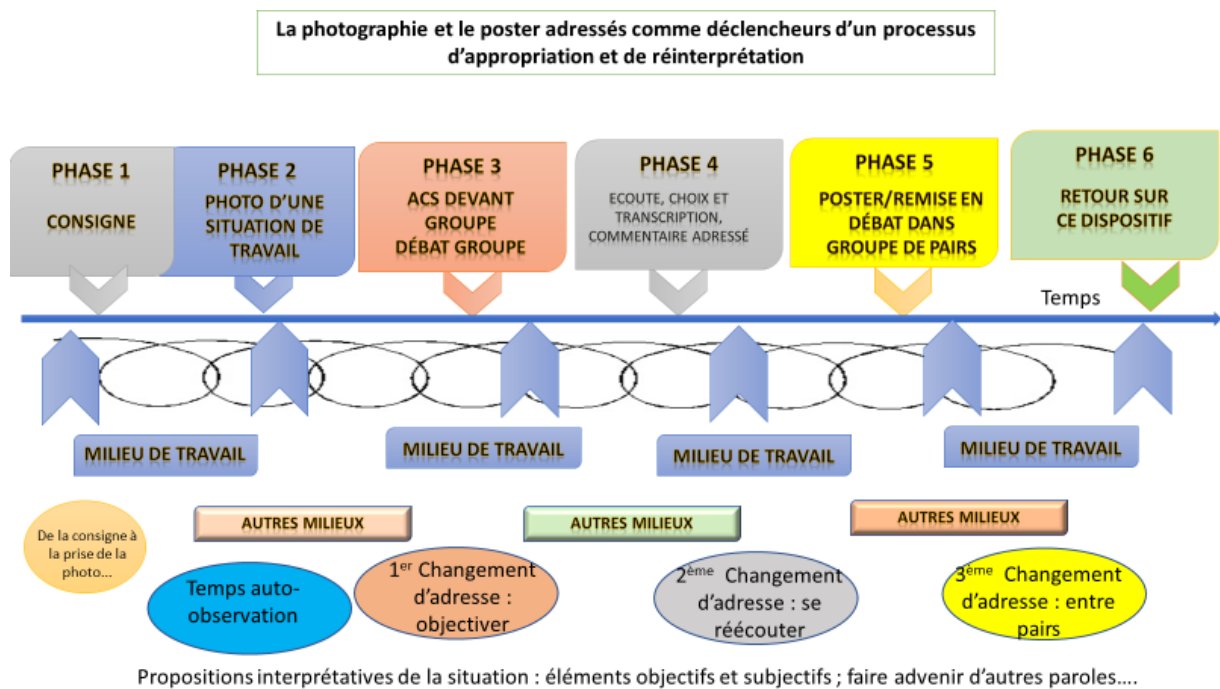 La photographie et le poster adressés comme déclencheurs d'un processus
d'appropriation et de réinterprétation
PHASE 1
CONSIGNE
PHASE 2
PHOTO D'UNE
SITUATION DE
TRAVAIL
PHASE 3
ACS DEVANT
GROUPE
DÉBAT GROUPE
PHASE 4
ECOUTE, CHOIX ET
TRANSCRIPTION,
COMMENTAIRE ADRESSÉ
PHASE 5
POSTER/REMISE EN
DÉBAT DANS
GROUPE DE PAIRS
PHASE 6
RETOUR SUR
CE DISPOSITIF
Temps
MILIEU DE TRAVAIL
MILIEU DE TRAVAIL
MILIEU DE TRAVAIL
MILIEU DE TRAVAIL
AUTRES MILIEUX
AUTRES MILIEUX
AUTRES MILIEUX
De la consigne à
la prise de la
photo...
Temps auto-
observation
1er Changement
d'adresse :
objectiver
2ème Changement
d'adresse : se
réécouter
3ème Changement
d'adresse : entre
pairs
Propositions interprétatives de la situation : éléments objectifs et subjectifs ; faire advenir d'autres paroles....